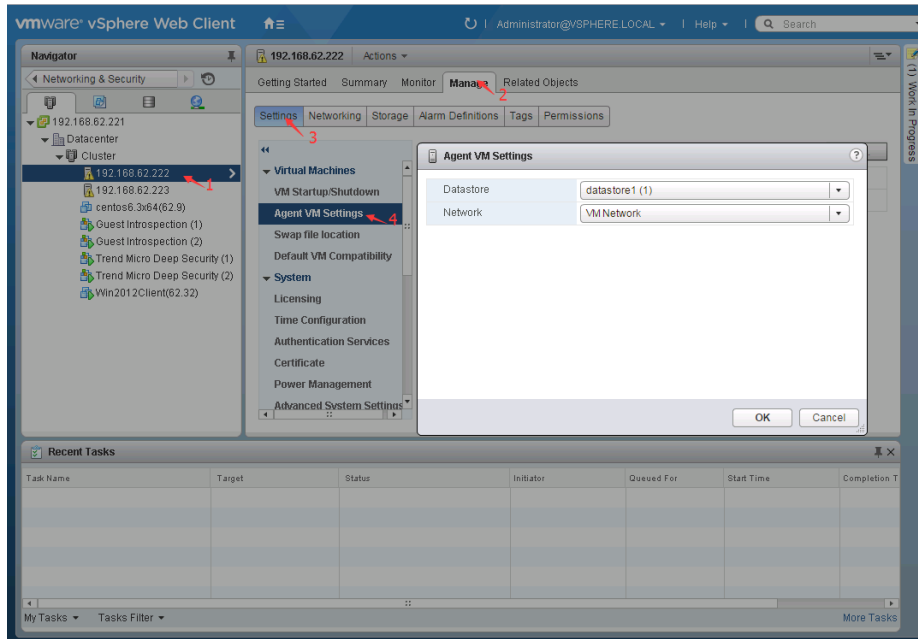 vmware® vSphere Web Client
Administrator@VSPHERE.LOCAL
Help
Search
Navigator
Networking & Security
192.168.62.221
Datacenter
Cluster
192.168.62.222
1
192.168.62.223
centos6.3x64(62.9)
Guest Introspection (1)
Guest Introspection (2)
Trend Micro Deep Security (1)
Trend Micro Deep Security (2)
Win2012Client(62.32)
192.168.62.222 Actions
Getting Started Summary Monitor Manage Related Objects
2
Settings Networking Storage Alarm Definitions Tags Permissions
3
Virtual Machines
VM Startup/Shutdown
Agent VM Settings
4
Swap file location
Default VM Compatibility
System
Licensing
Time Configuration
Authentication Services
Certificate
Power Management
Advanced System Settings
Agent VM Settings
?
Datastore datastore1 (1)
Network VM Network
OK Cancel
(1) Work In Progress
Recent Tasks
Task Name Target Status Initiator Queued For Start Time Completion T
My Tasks Tasks Filter More Tasks